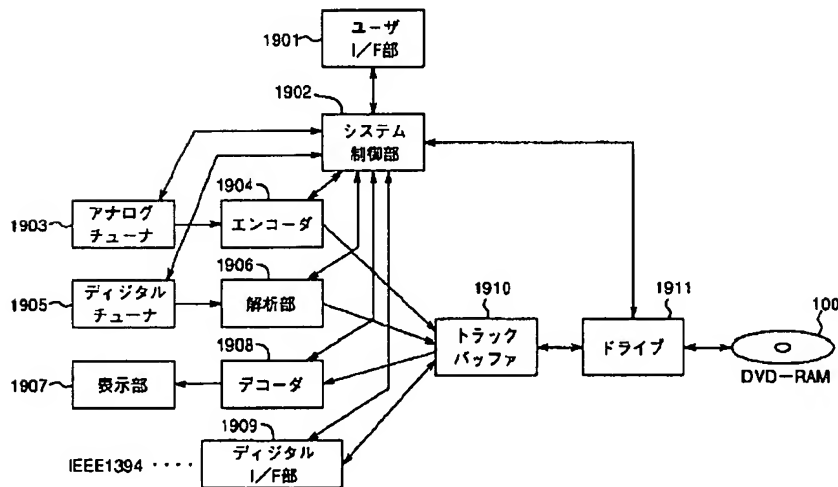 1901
ユーザ
I/F部
1902
システム
制御部
1904
1903
アナログ
チューナ
エンコーダ
1906
1905
ディジタル
チューナ
解析部
1910
トラック
バッファ
1911
ドライブ
100
DVD-RAM
1908
1907
表示部
デコーダ
1909
IEEE1394 ・・・・
ディジタル
I/F部